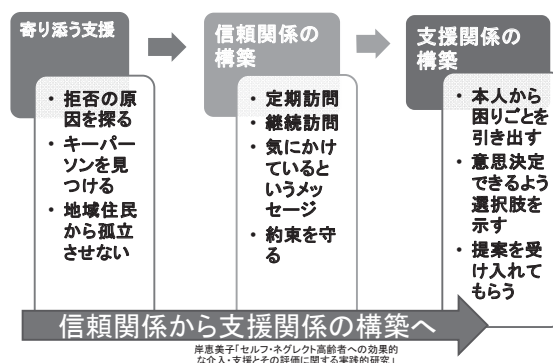 寄り添う支援
・ 拒否の原
因を探る
・ キーパー
ソンを見
つける
・ 地域住民
から孤立
させない
信頼関係の
構築
・ 定期訪問
・ 継続訪問
・ 気にかけ
ているとい
うメッ
セージ
・ 約束を守
る
支援関係の
構築
・ 本人から
困りごとを
引き出す
・ 意思決定
できるよう
選択肢を
示す
・ 提案を受
け入れて
もらう
信頼関係から支援関係の構築へ
岸恵美子「セルフ・ネグレクト高齢者への効果的
な介入・支援とその評価に関する実践的研究」